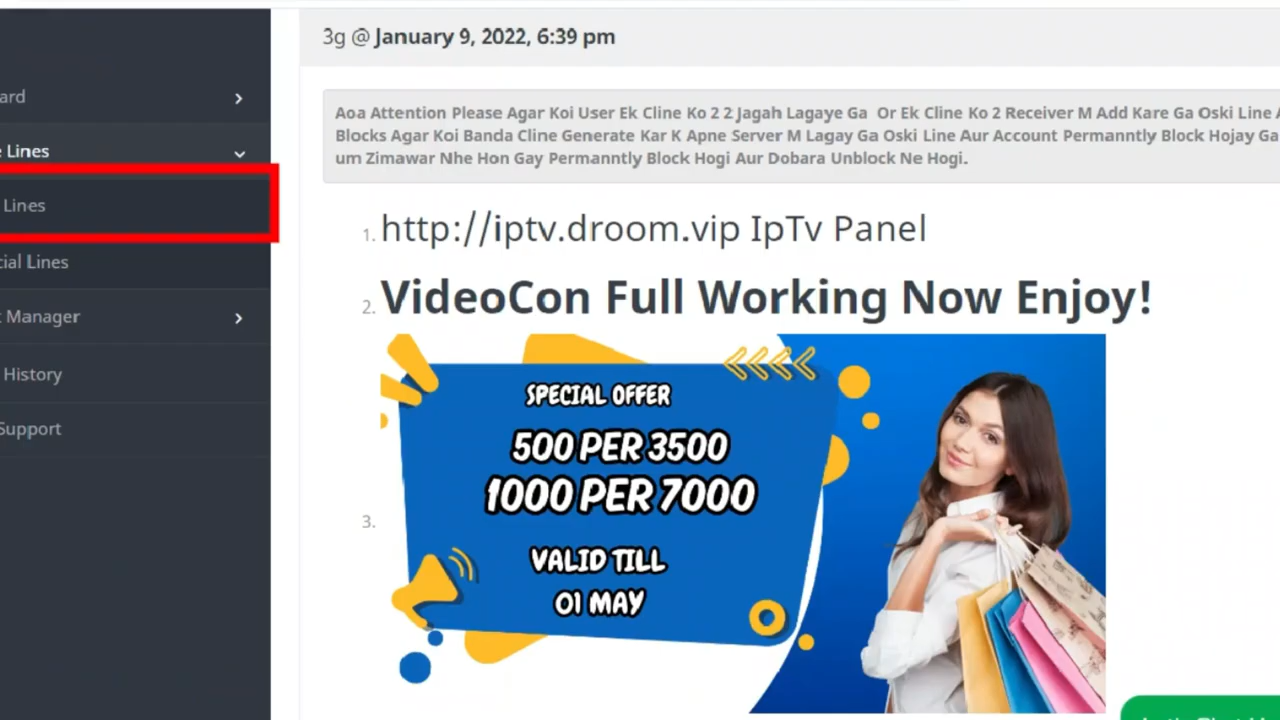 3g @ January 9, 2022, 6:39 pm
ard
Lines
Lines
cial Lines
Manager
History
Support
Aoa Attention Please Agar Koi User Ek Cline Ko 2 2 Jagah Lagaye Ga Or Ek Cline Ko 2 Receiver M Add Kare Ga Oski Line
Blocks Agar Koi Banda Cline Generate Kar K Apne Server M Lagay Ga Oski Line Aur Account Permanntly Block Hojay Ga
um Zimawar Nhe Hon Gay Permanntly Block Hogi Aur Dobara Unblock Ne Hogi.
1. http://iptv.droom.vip IpTv Panel
2. VideoCon Full Working Now Enjoy!
3.
SPECIAL OFFER
500 PER 3500
1000 PER 7000
VALID TILL
01 MAY